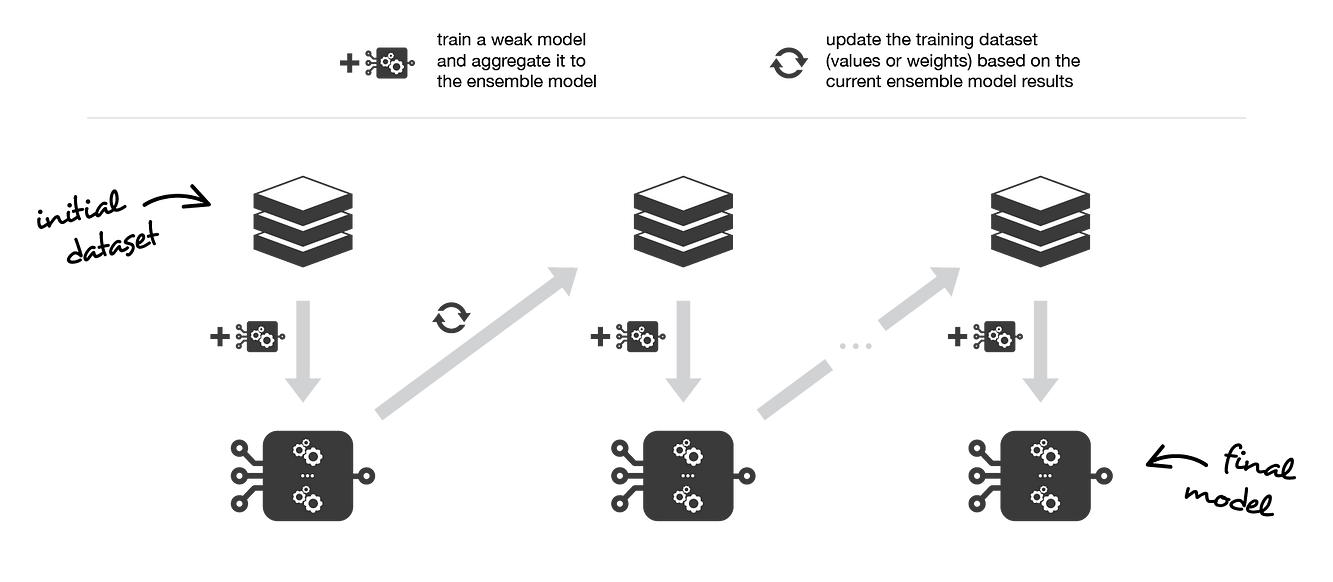 train a weak model
and aggregate it to
the ensemble model
update the training dataset
(values or weights) based on the
current ensemble model results
initial
dataset
final
model